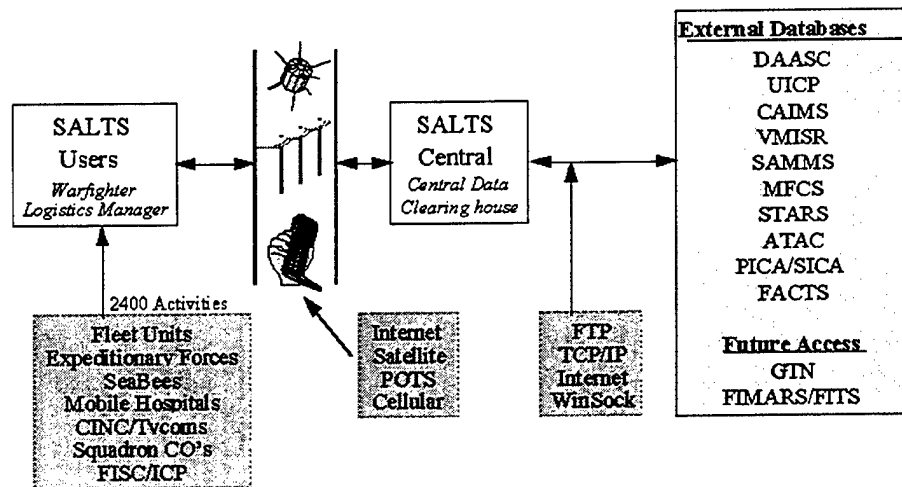 SALTS
Users
Warfighter
Logistics Manager
SALTS
Central
Central Data
Clearing house
External Databases
DAASC
UICP
CAIMS
VMISR
SAMMS
MFCS
STARS
ATAC
PICA/SICA
FACTS
Future Access
GTN
FIMARS/FITS
2400 Activities
Fleet Units
Expeditionary Forces
SeaBees
Mobile Hospitals
CINC/Tycoms
Squadron CO's
FISC/ICP
Internet
Satellite
POTS
Cellular
FTP
TCP/IP
Internet
WinSock